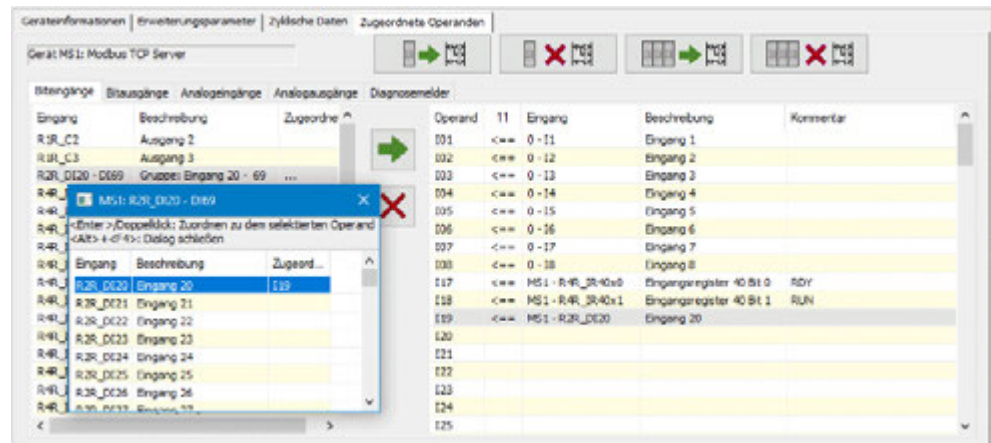 Geräteinformationen Erweiterungsparameter Zyklische Daten Zugeordnete Operanden
Gerät MS1: Modbus TCP Server
Biteingänge Bitausgänge Analogeingänge Analogausgänge Diagnosemelder
Eingang Beschreibung Zugeordne
R1R_C2 Ausgang 2
R1R_C3 Ausgang 3
R2R_DI20 - DI69 Gruppe: Eingang 20 - 69 ...
MS1: R2R_DI20 - DI69
<Enter>/Doppelklick: Zuordnen zu dem selektierten Operand
<Alt>+<F4>: Dialog schließen
Eingang Beschreibung Zugeord...
R2R_DI20 Eingang 20 I19
R2R_DI21 Eingang 21
R2R_DI22 Eingang 22
R2R_DI23 Eingang 23
R2R_DI24 Eingang 24
R2R_DI25 Eingang 25
R2R_DI26 Eingang 26
Operand 11 Eingang Beschreibung Kommentar
I01 <== 0 - I1 Eingang 1
I02 <== 0 - I2 Eingang 2
I03 <== 0 - I3 Eingang 3
I04 <== 0 - I4 Eingang 4
I05 <== 0 - I5 Eingang 5
I06 <== 0 - I6 Eingang 6
I07 <== 0 - I7 Eingang 7
I08 <== 0 - I8 Eingang 8
I17 <== MS1 - R4R_IR40x0 Eingangsregister 40 Bit 0 RDY
I18 <== MS1 - R4R_IR40x1 Eingangsregister 40 Bit 1 RUN
I19 <== MS1 - R2R_DI20 Eingang 20
I20
I21
I22
I23
I24
I25